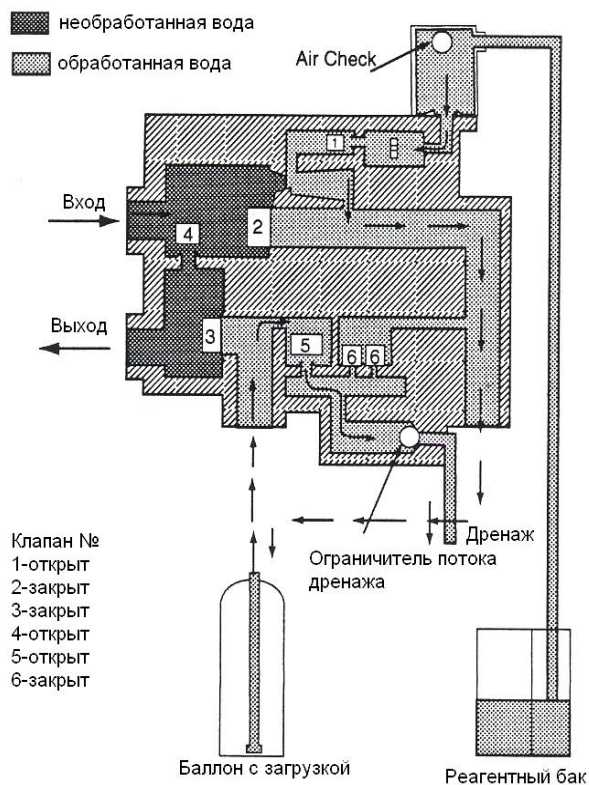 необработанная вода
обработанная вода
Air Check
1
Вход
2
4
Выход
3
5
6 6
Дренаж
Ограничитель потока
дренажа
Клапан №
1-открыт
2-закрыт
3-закрыт
4-открыт
5-открыт
6-закрыт
Баллон с загрузкой
Реагентный бак